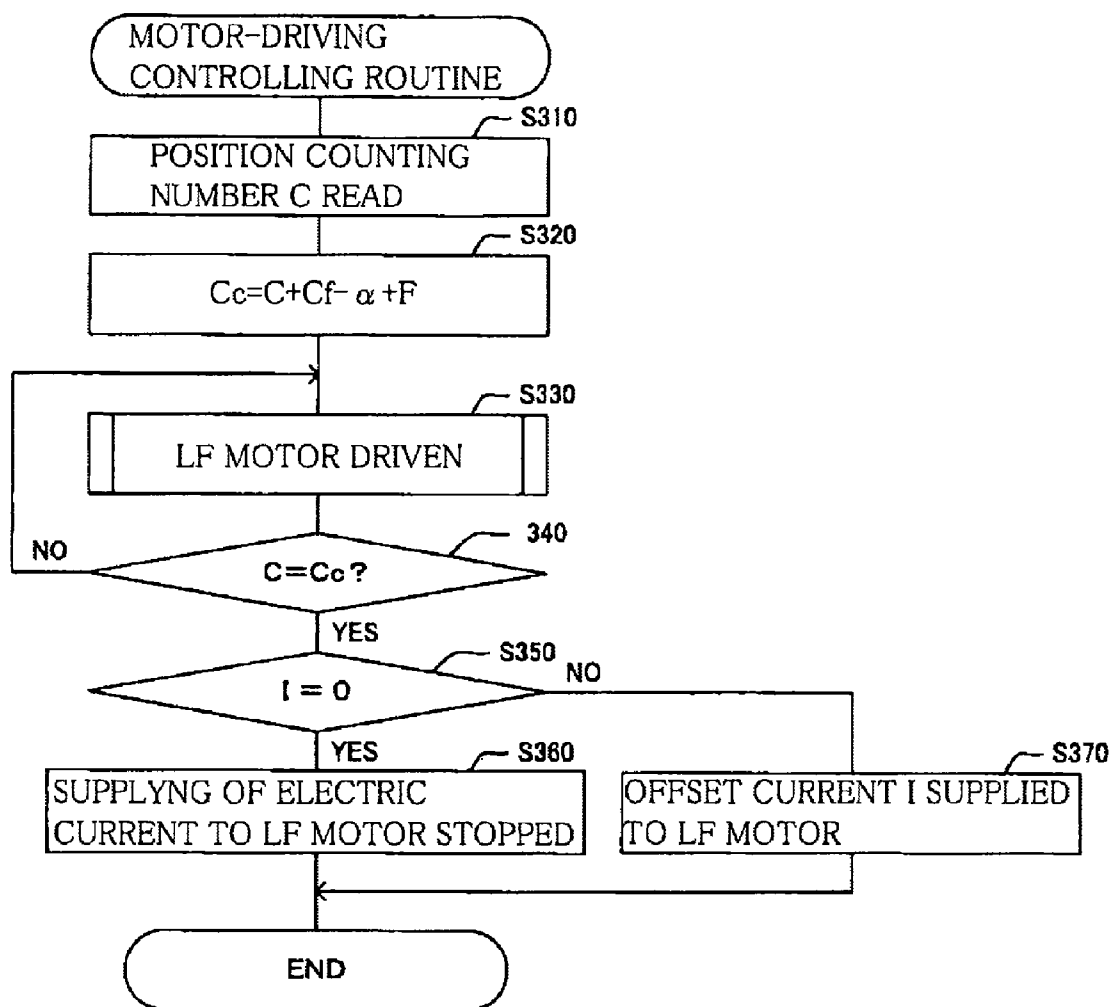 MOTOR-DRIVING
CONTROLLING ROUTINE
S310
POSITION COUNTING
NUMBER C READ
S320
Cc=C+Cf-α+F
S330
LF MOTOR DRIVEN
340
NO
C=Cc?
YES
S350
I=0
NO
YES
S360
S370
SUPPLYNG OF ELECTRIC
CURRENT TO LF MOTOR STOPPED
OFFSET CURRENT I SUPPLIED
TO LF MOTOR
END